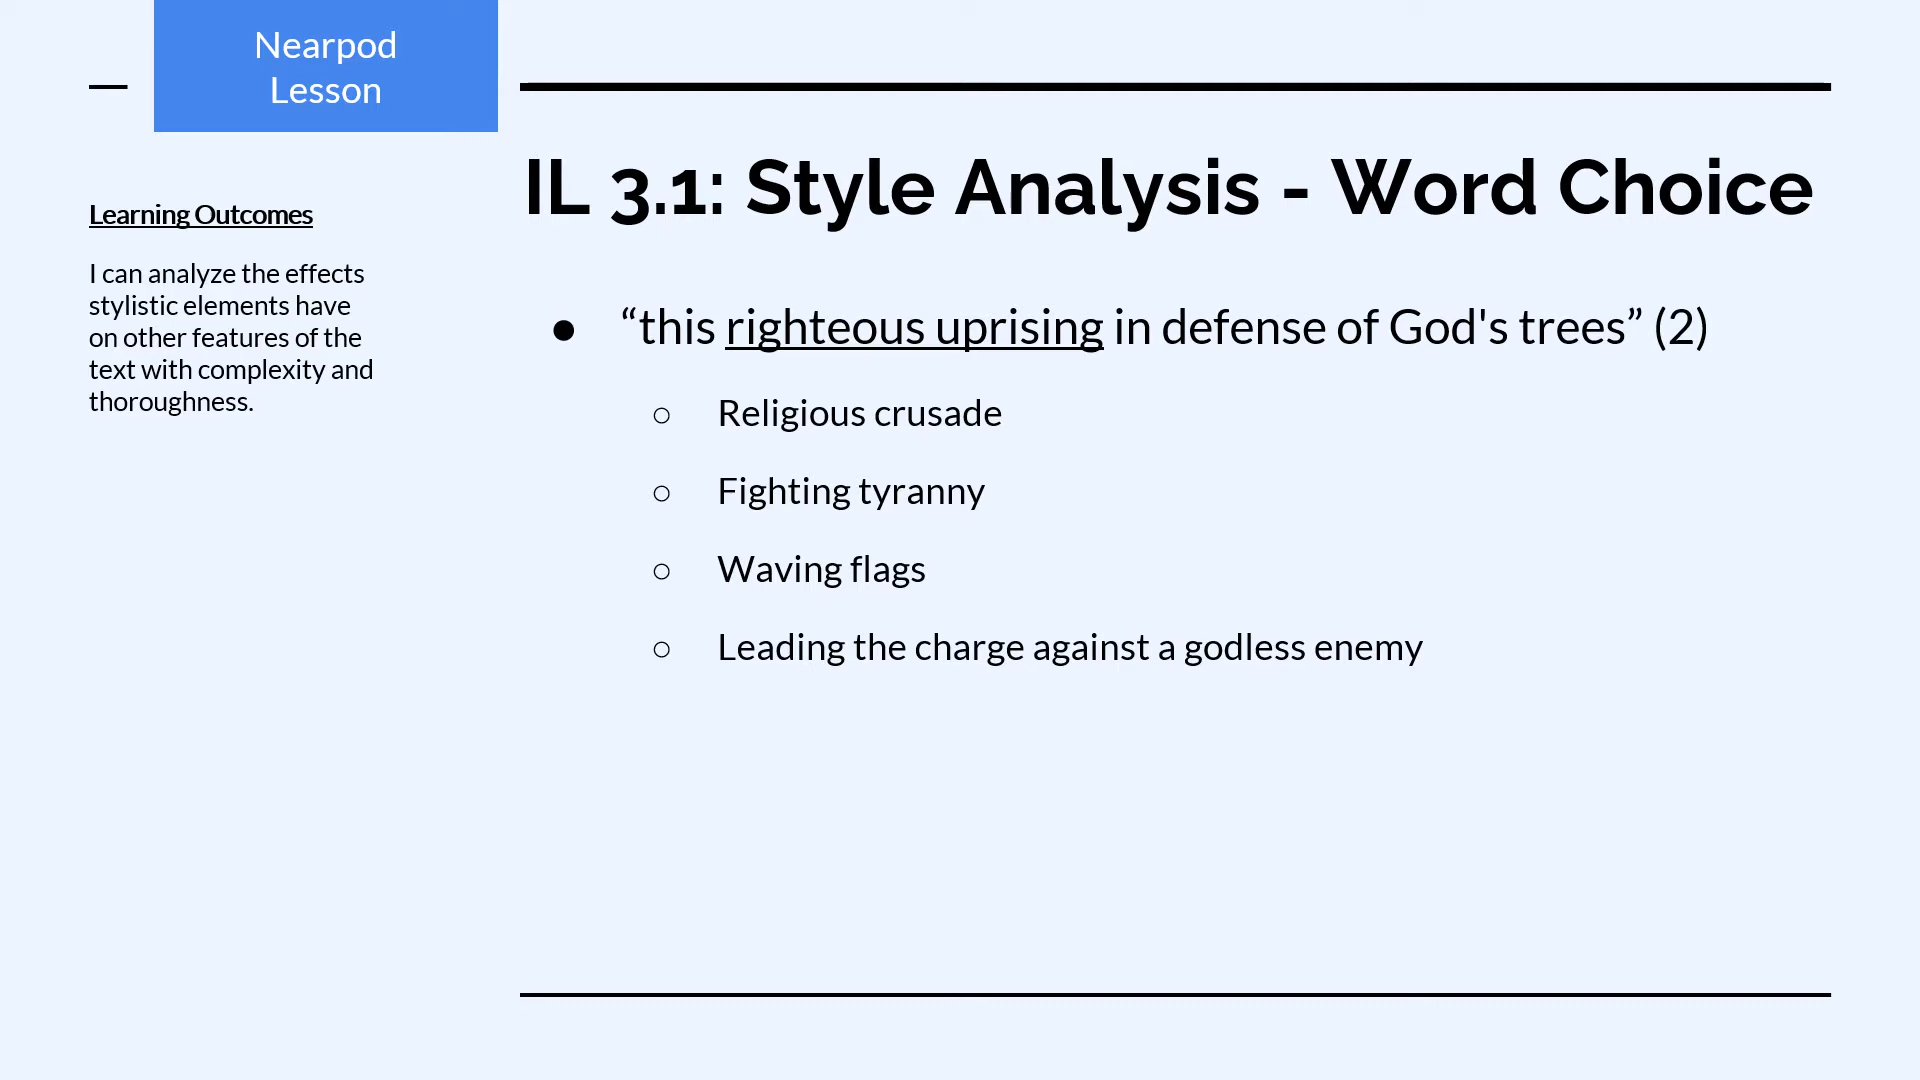 Nearpod
Lesson
IL 3.1: Style Analysis - Word Choice
Learning Outcomes
I can analyze the effects
stylistic elements have
on other features of the
text with complexity and
thoroughness.
● “this righteous uprising in defense of God's trees” (2)
○ Religious crusade
○ Fighting tyranny
○ Waving flags
○ Leading the charge against a godless enemy